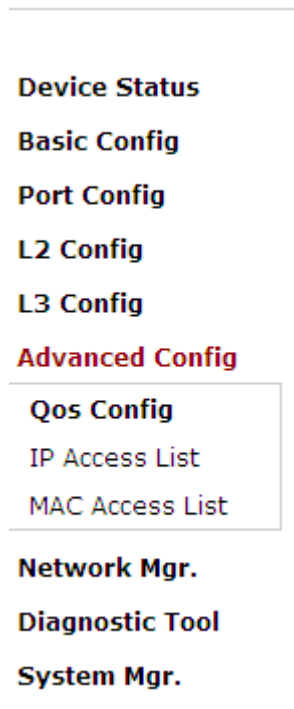 Device Status
Basic Config
Port Config
L2 Config
L3 Config
Advanced Config
Qos Config
IP Access List
MAC Access List
Network Mgr.
Diagnostic Tool
System Mgr.